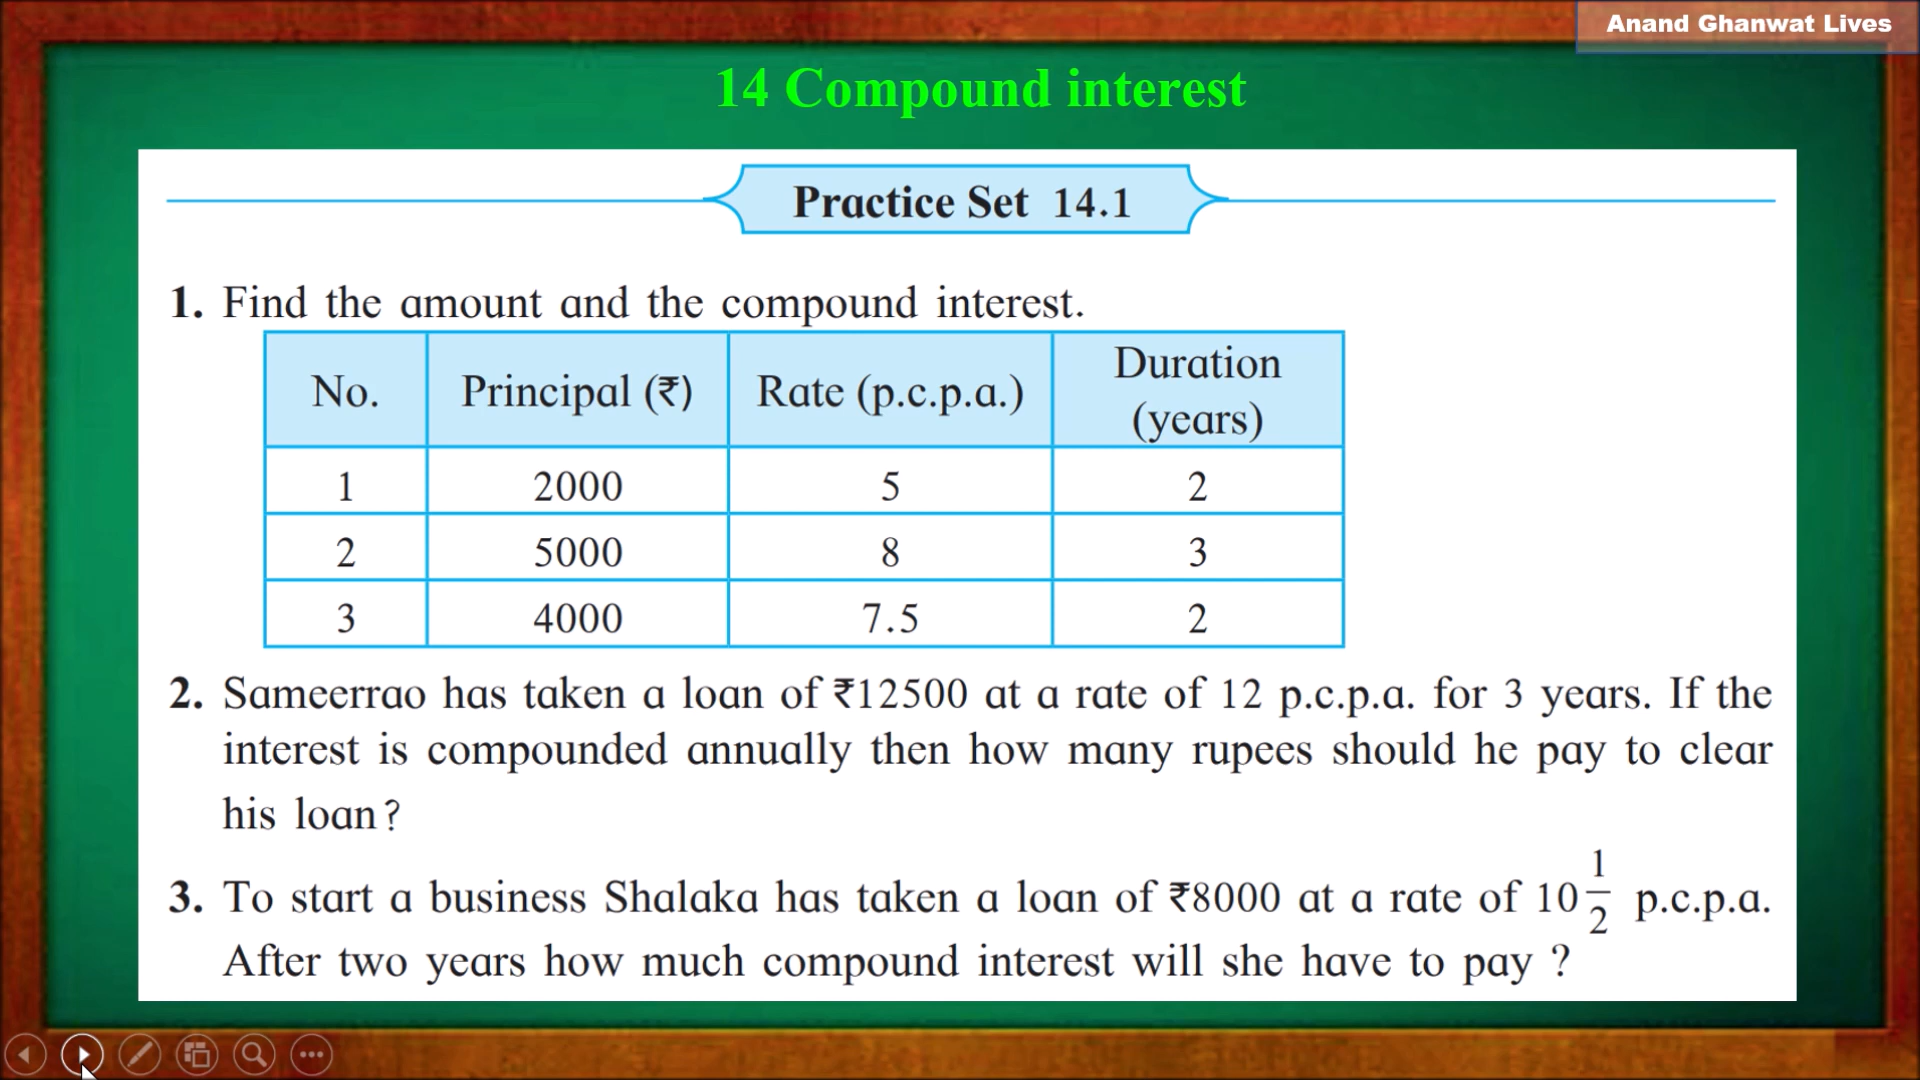 Anand Ghanwat Lives
14 Compound interest
Practice Set 14.1
1. Find the amount and the compound interest.
No. Principal (₹) Rate (p.c.p.a.) Duration (years)
1 2000 5 2
2 5000 8 3
3 4000 7.5 2
2. Sameerrao has taken a loan of ₹12500 at a rate of 12 p.c.p.a. for 3 years. If the
interest is compounded annually then how many rupees should he pay to clear
his loan?
3. To start a business Shalaka has taken a loan of ₹8000 at a rate of 10 1/2 p.c.p.a.
After two years how much compound interest will she have to pay ?